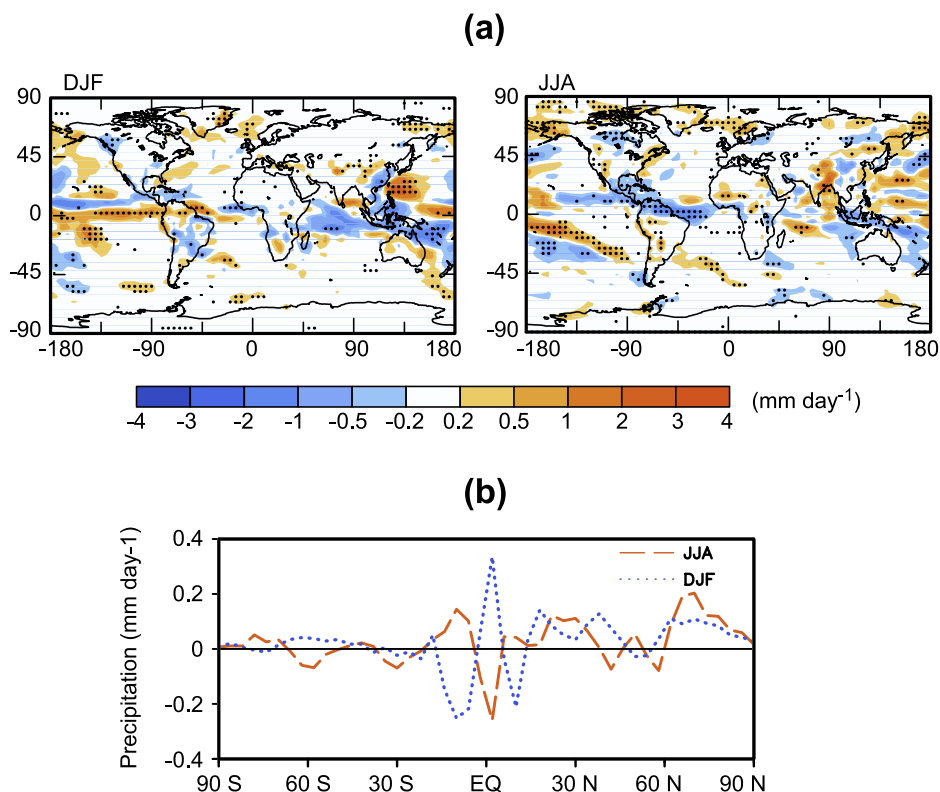 (a)
DJF
JJA
90
45
0
-45
-90
-180 -90 0 90 180
90
45
0
-45
-90
-180 -90 0 90 180
-4 -3 -2 -1 -0.5 -0.2 0.2 0.5 1 2 3 4
(mm day-1)
(b)
Precipitation (mm day-1)
0.4
0.2
0
-0.2
-0.4
JJA
DJF
90 S 60 S 30 S EQ 30 N 60 N 90 N